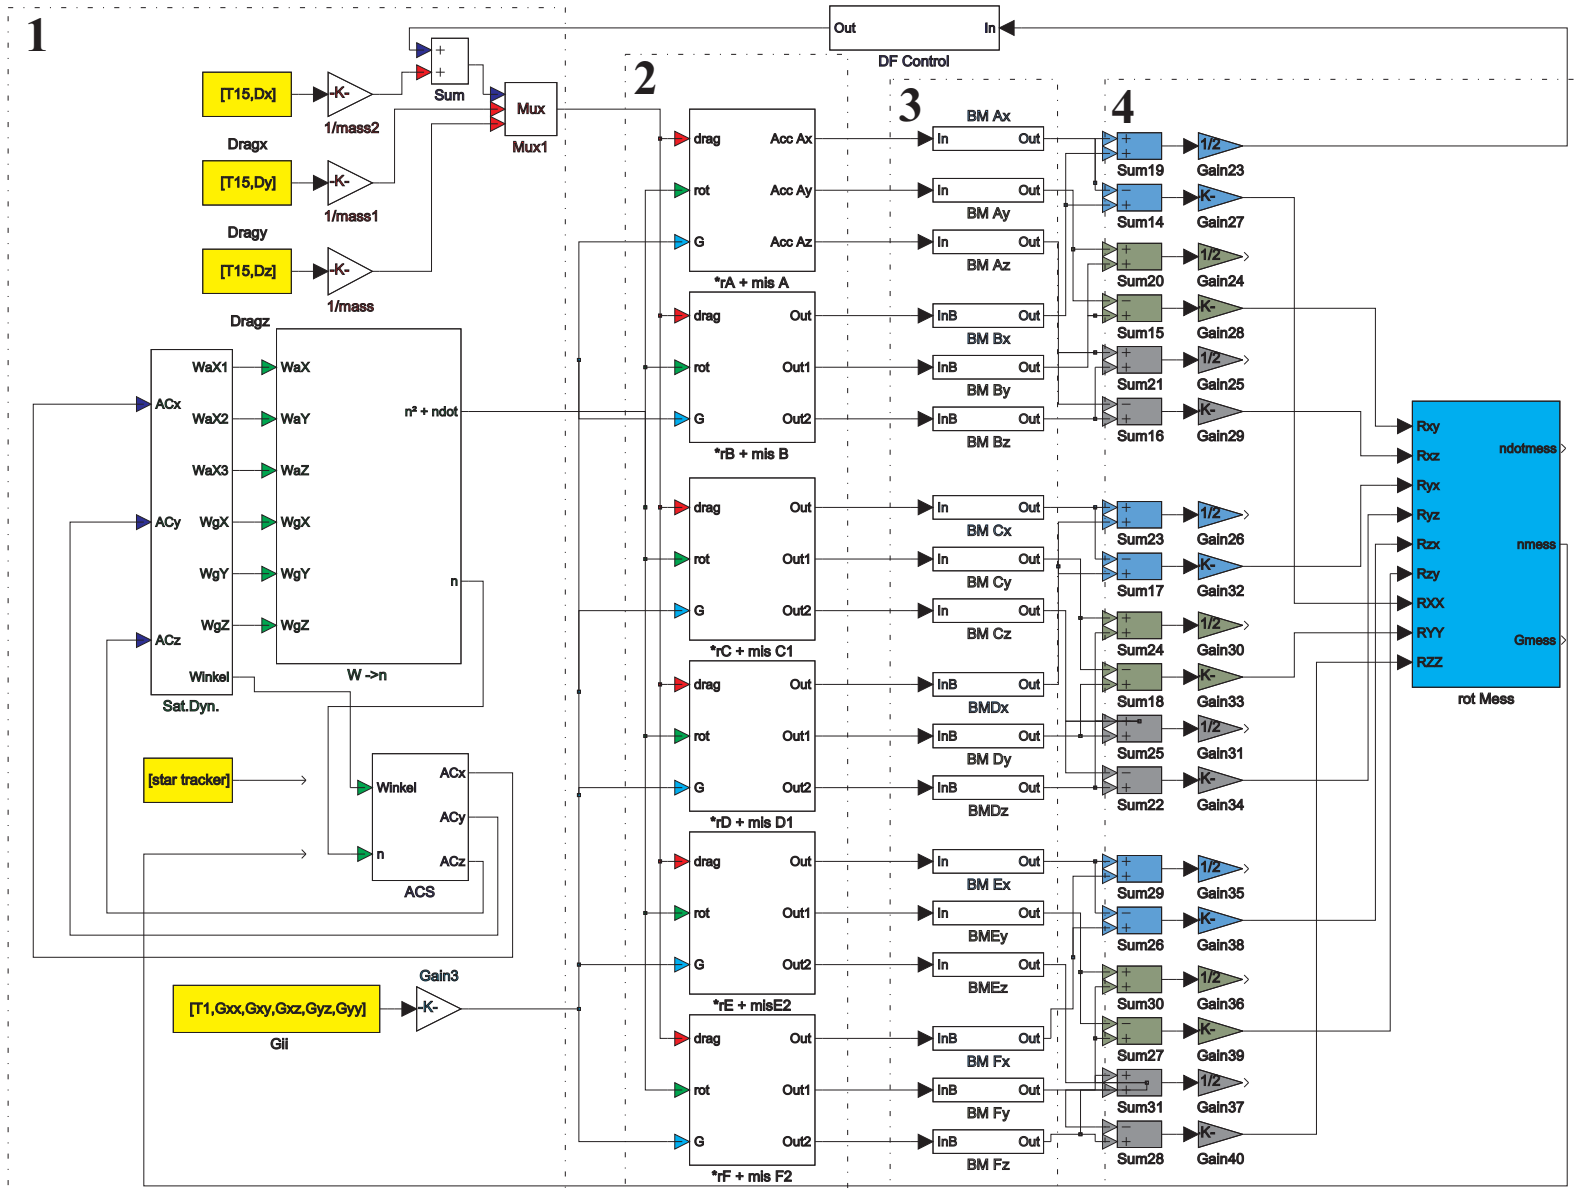 1
2
3
4
Out
In
DF Control
[T15,Dx]
-K-
1/mass2
Dragx
+
+
Sum
Mux
Mux1
[T15,Dy]
-K-
1/mass1
Dragy
[T15,Dz]
-K-
1/mass
Dragz
ACx
ACy
ACz
WaX1
WaX2
WaX3
WgX
WgY
WgZ
Winkel
Sat.Dyn.
WaX
WaY
WaZ
WgX
WgY
WgZ
n² + ndot
n
W ->n
[star tracker]
Winkel
n
ACx
ACy
ACz
ACS
[T1,Gxx,Gxy,Gxz,Gyz,Gyy]
Gii
Gain3
-K-
drag
rot
G
Acc Ax
Acc Ay
Acc Az
*rA + mis A
drag
rot
G
Out
Out1
Out2
*rB + mis B
drag
rot
G
Out
Out1
Out2
*rC + mis C1
drag
rot
G
Out
Out1
Out2
*rD + mis D1
drag
rot
G
Out
Out1
Out2
*rE + misE2
drag
rot
G
Out
Out1
Out2
*rF + mis F2
BM Ax
In Out
In Out
BM Ay
In Out
BM Az
InB Out
BM Bx
InB Out
BM By
InB Out
BM Bz
In Out
BM Cx
In Out
BM Cy
In Out
BM Cz
InB Out
BMDx
InB Out
BM Dy
InB Out
BMDz
In Out
BM Ex
In Out
BMEy
In Out
BMEz
InB Out
BM Fx
InB Out
BM Fy
InB Out
BM Fz
+
+
1/2
Sum19 Gain23
−
+
K-
Sum14 Gain27
+
+
1/2
Sum20 Gain24
−
+
K-
Sum15 Gain28
+
+
1/2
Sum21 Gain25
−
+
K-
Sum16 Gain29
+
+
1/2
Sum23 Gain26
−
+
K-
Sum17 Gain32
+
+
1/2
Sum24 Gain30
−
+
K-
Sum18 Gain33
+
+
1/2
Sum25 Gain31
−
+
K-
Sum22 Gain34
+
+
1/2
Sum29 Gain35
−
+
K-
Sum26 Gain38
+
+
1/2
Sum30 Gain36
−
+
K-
Sum27 Gain39
+
+
1/2
Sum31 Gain37
−
+
K-
Sum28 Gain40
Rxy
Rxz
Ryx
Ryz
Rzx
Rzy
RXX
RYY
RZZ
ndotmess
nmess
Gmess
rot Mess